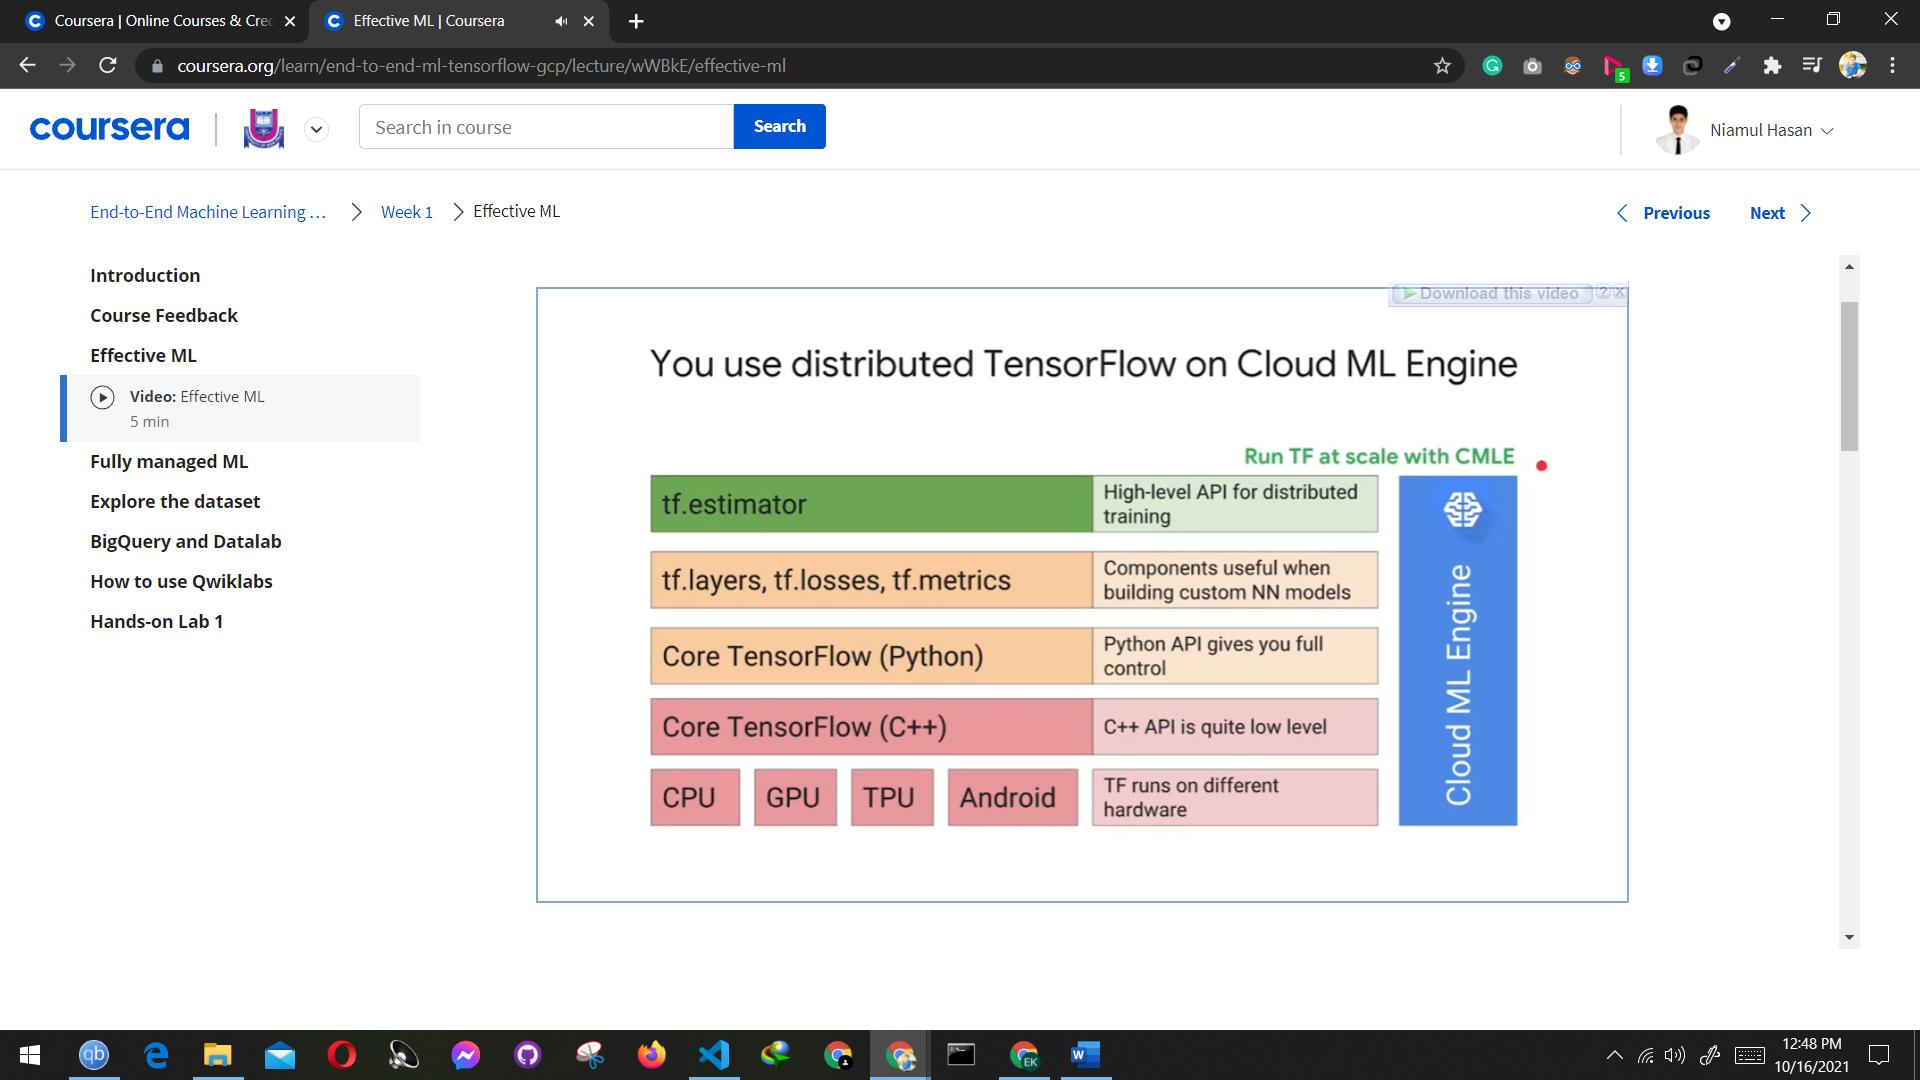 Coursera | Online Courses & Cre
Effective ML | Coursera
coursera.org/learn/end-to-end-ml-tensorflow-gcp/lecture/wWBkE/effective-ml
5
coursera
Search in course
Search
Niamul Hasan
End-to-End Machine Learning ...
Week 1
Effective ML
Previous
Next
Introduction
Course Feedback
Effective ML
Video: Effective ML
5 min
Fully managed ML
Explore the dataset
BigQuery and Datalab
How to use Qwiklabs
Hands-on Lab 1
Download this video
?
You use distributed TensorFlow on Cloud ML Engine
Run TF at scale with CMLE
tf.estimator
High-level API for distributed
training
tf.layers, tf.losses, tf.metrics
Components useful when
building custom NN models
Core TensorFlow (Python)
Python API gives you full
control
Core TensorFlow (C++)
C++ API is quite low level
CPU
GPU
TPU
Android
TF runs on different
hardware
Cloud ML Engine
qb
EK
12:48 PM
10/16/2021